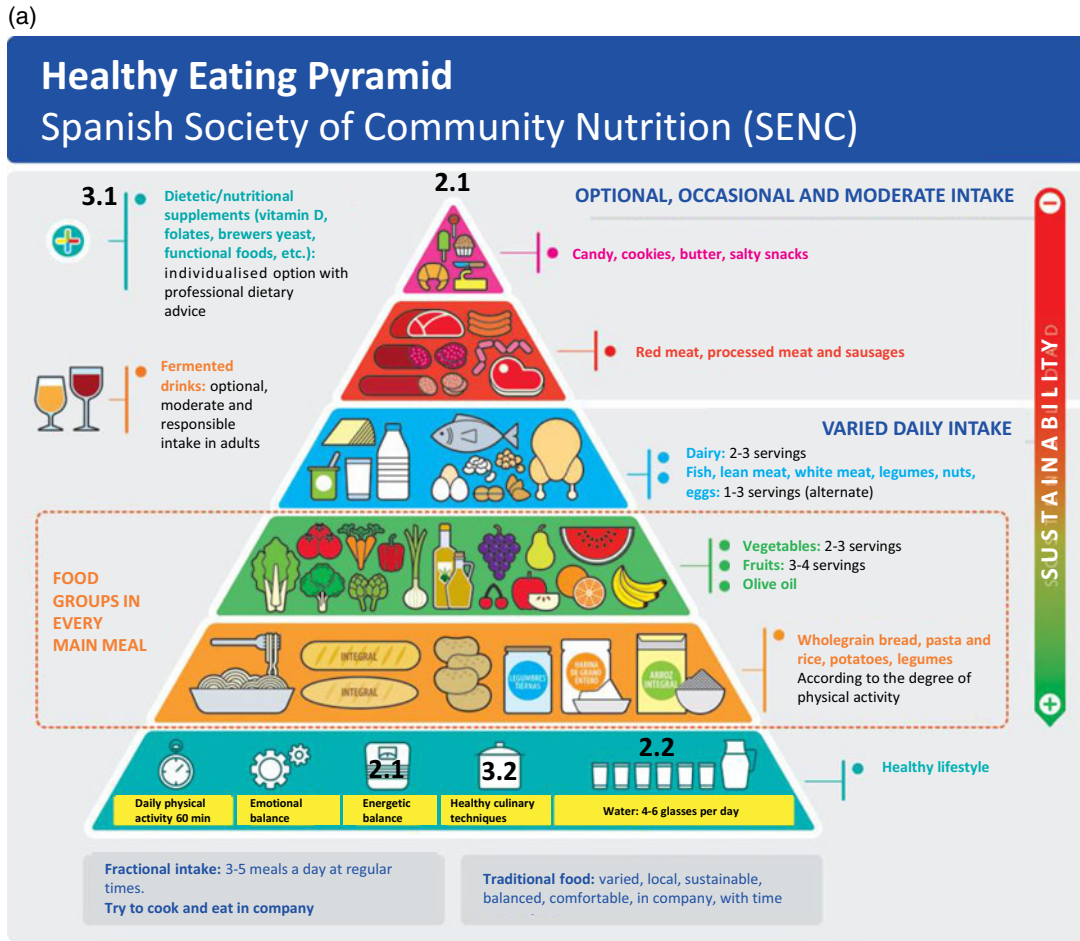 (a)
Healthy Eating Pyramid
Spanish Society of Community Nutrition (SENC)
3.1
Dietetic/nutritional
supplements (vitamin D,
folates, brewers yeast,
functional foods, etc.):
individualised option with
professional dietary
advice
2.1
OPTIONAL, OCCASIONAL AND MODERATE INTAKE
Candy, cookies, butter, salty snacks
Red meat, processed meat and sausages
Fermented
drinks: optional,
moderate and
responsible
intake in adults
VARIED DAILY INTAKE
Dairy: 2-3 servings
Fish, lean meat, white meat, legumes, nuts,
eggs: 1-3 servings (alternate)
SUSTAINABILITY
FOOD
GROUPS IN
EVERY
MAIN MEAL
Vegetables: 2-3 servings
Fruits: 3-4 servings
Olive oil
INTEGRAL
INTEGRAL
LEGUMBRES
TIERNAS
HARINA
DE GRANO
ENTERO
ARROZ
INTEGRAL
Wholegrain bread, pasta and
rice, potatoes, legumes
According to the degree of
physical activity
2.1
3.2
2.2
Healthy lifestyle
Daily physical
activity 60 min
Emotional
balance
Energetic
balance
Healthy culinary
techniques
Water: 4-6 glasses per day
Fractional intake: 3-5 meals a day at regular
times.
Try to cook and eat in company
Traditional food: varied, local, sustainable,
balanced, comfortable, in company, with time